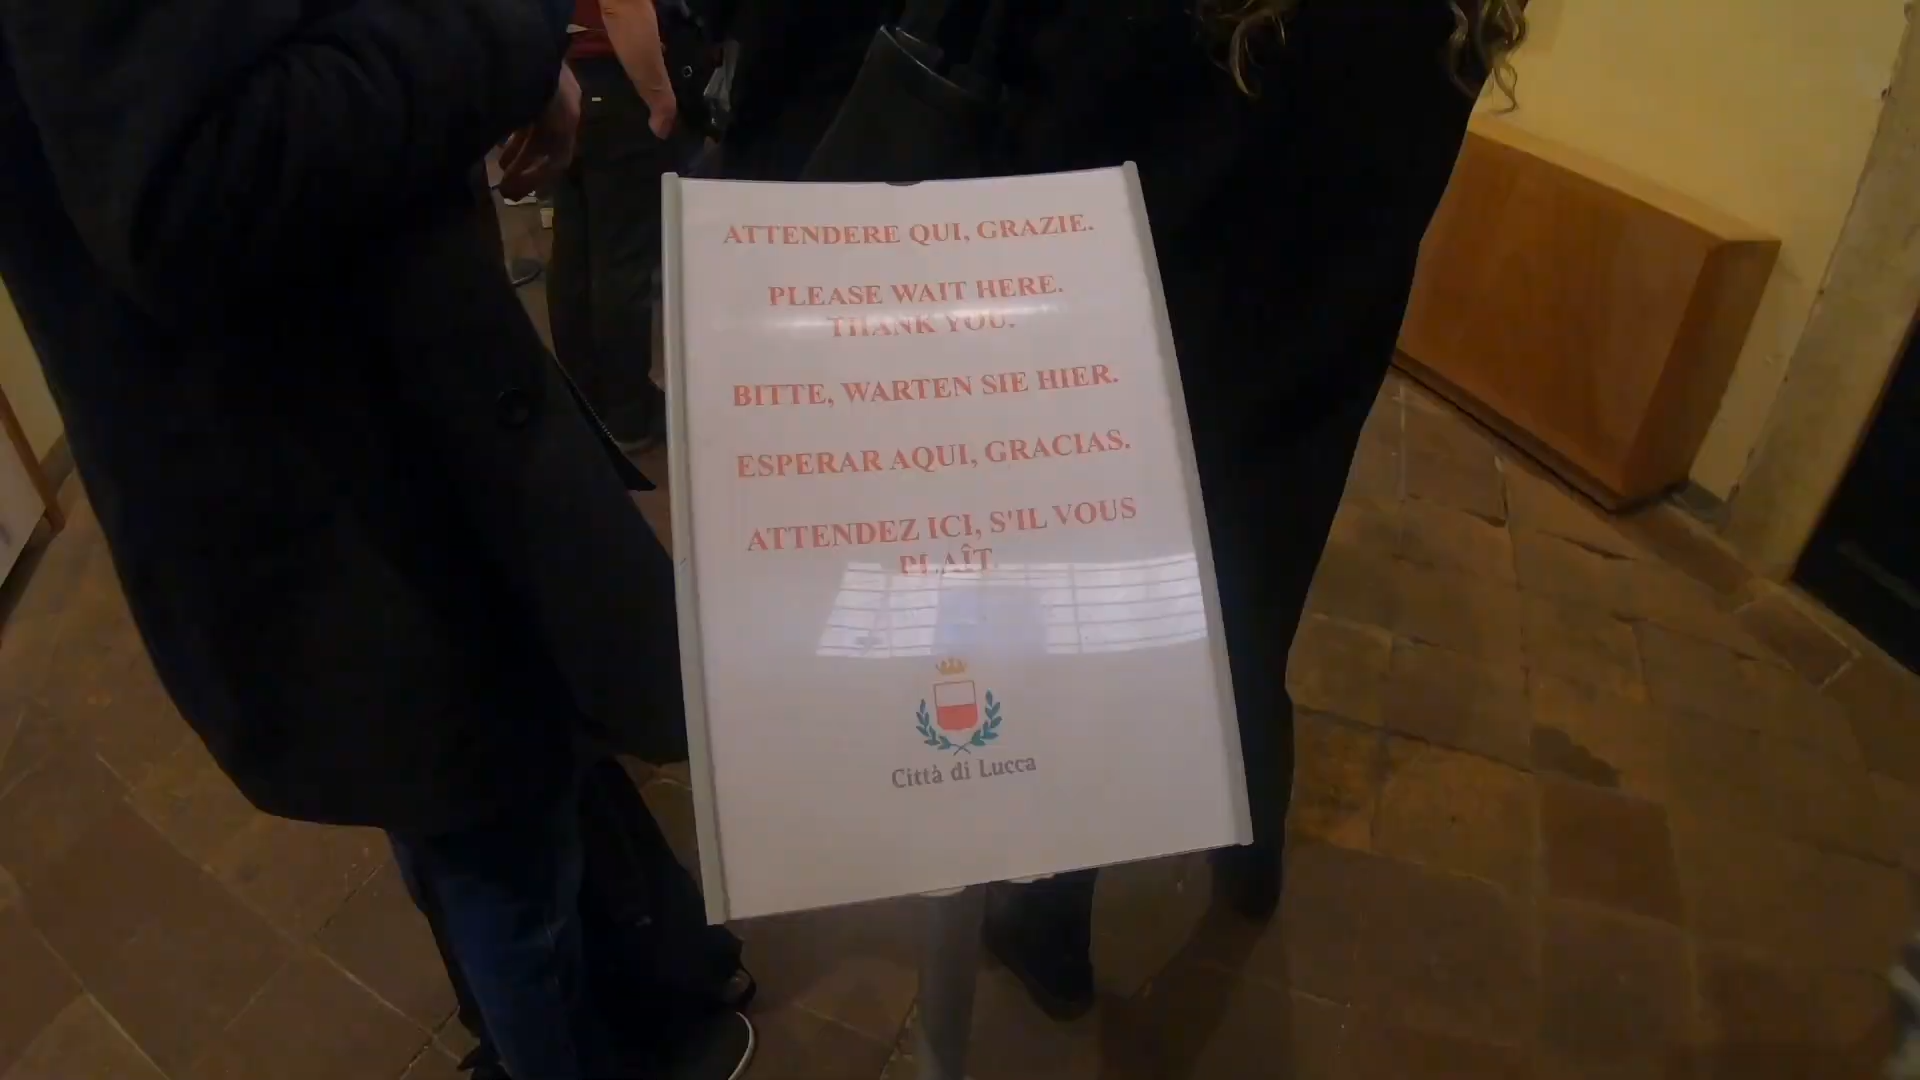 ATTENDERE QUI, GRAZIE.
PLEASE WAIT HERE.
THANK YOU.
BITTE, WARTEN SIE HIER.
ESPERAR AQUI, GRACIAS.
ATTENDEZ ICI, S'IL VOUS
PLAÎT.
Città di Lucca